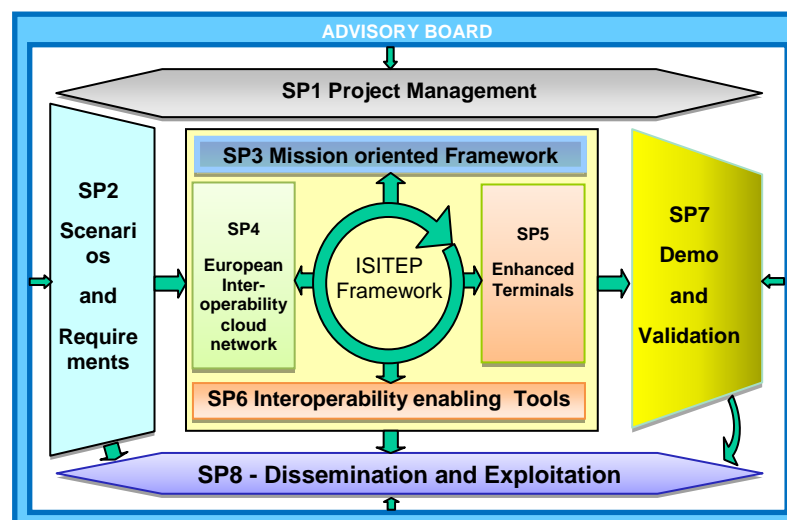 ADVISORY BOARD
SP1 Project Management
SP2
Scenari
os
and
Require
ments
SP3 Mission oriented Framework
SP4
European
Inter-
operability
cloud
network
ISITEP
Framework
SP5
Enhanced
Terminals
SP6 Interoperability enabling Tools
SP7
Demo
and
Validation
SP8 - Dissemination and Exploitation